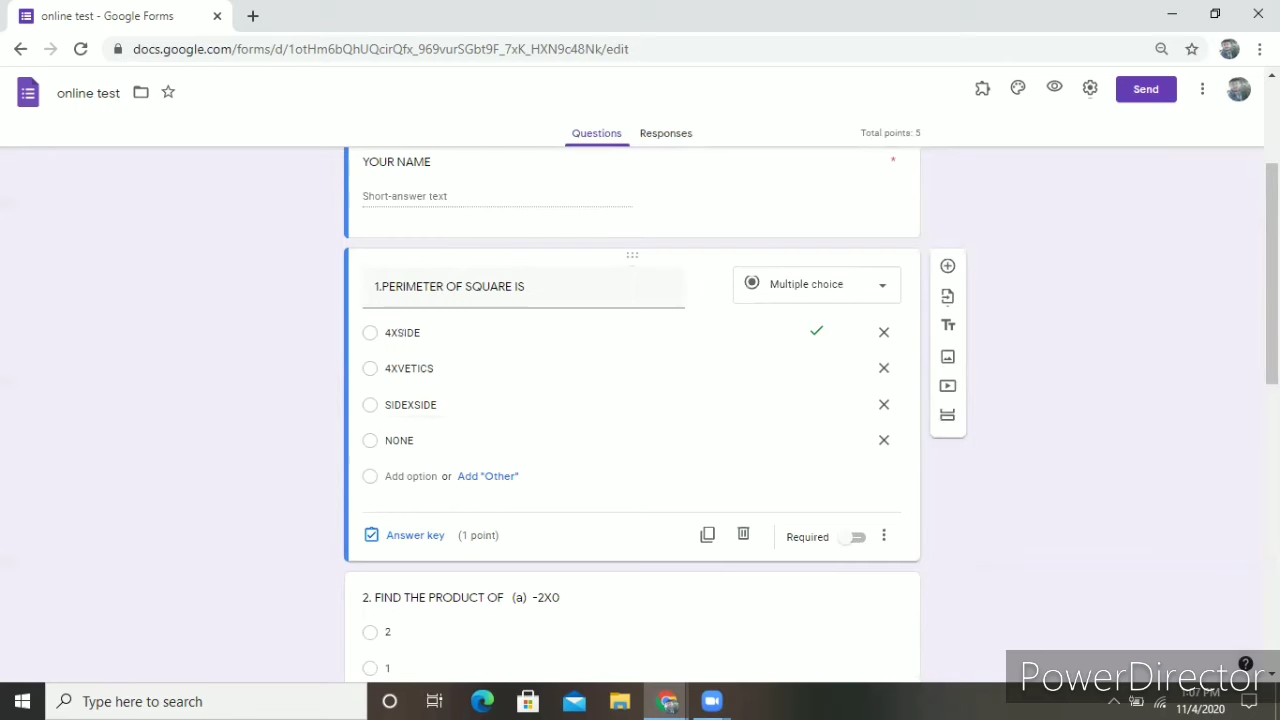 online test - Google Forms
docs.google.com/forms/d/1otHm6bQhUQcirQfx_969vurSGbt9F_7xK_HXN9c48Nk/edit
online test
Send
Questions
Responses
Total points: 5
YOUR NAME
*
Short-answer text
1.PERIMETER OF SQUARE IS
Multiple choice
4XSIDE
4XVETICS
SIDEXSIDE
NONE
Add option or Add "Other"
Answer key (1 point)
Required
2. FIND THE PRODUCT OF (a) -2X0
2
1
PowerDirector
Type here to search
1:07 PM
11/4/2020